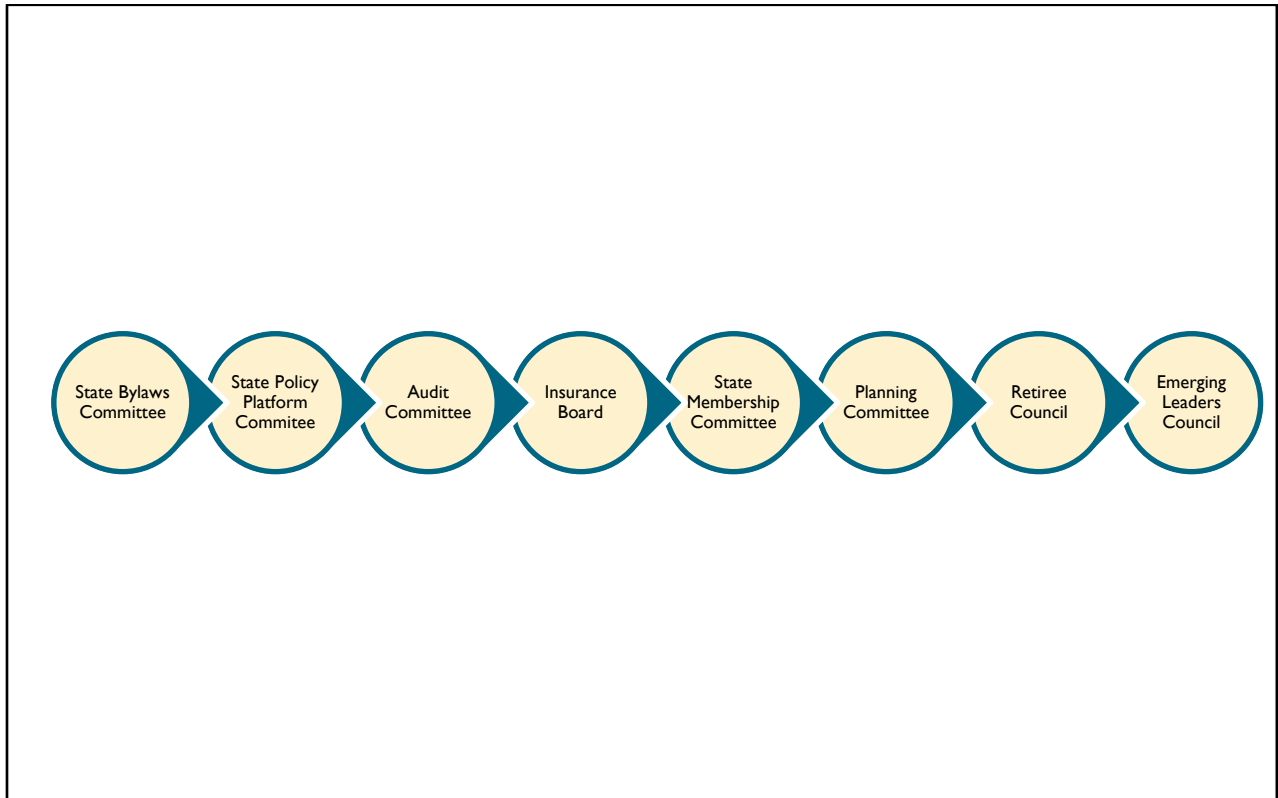 State Bylaws
Committee
State Policy
Platform
Commitee
Audit
Committee
Insurance
Board
State
Membership
Committee
Planning
Committee
Retiree
Council
Emerging
Leaders
Council